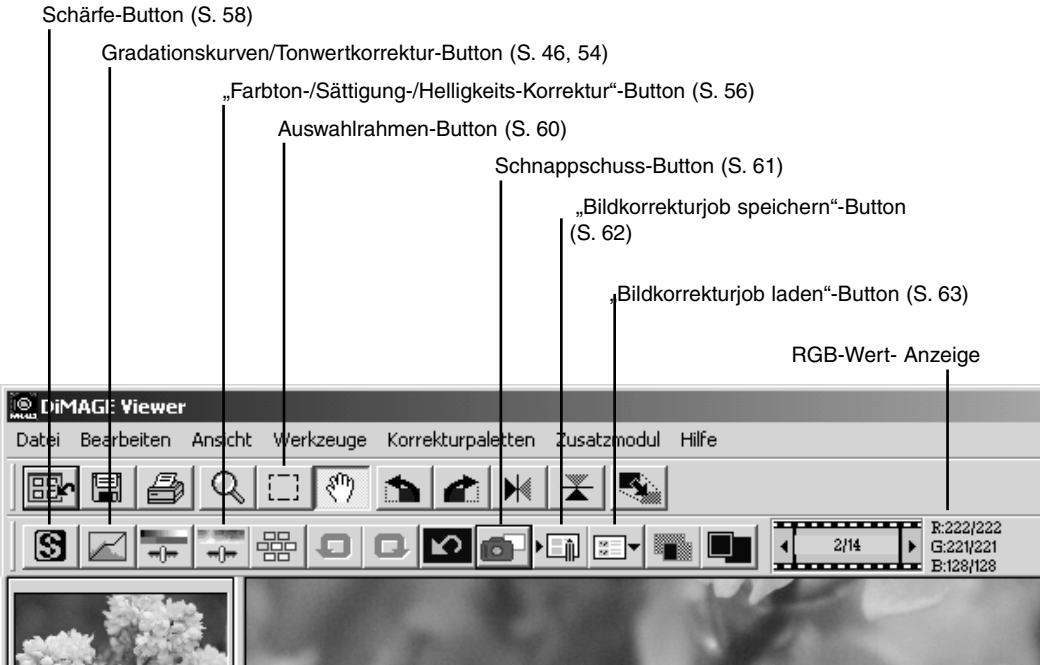 Schärfe-Button (S. 58)
Gradationskurven/Tonwertkorrektur-Button (S. 46, 54)
„Farbton-/Sättigung-/Helligkeits-Korrektur“-Button (S. 56)
Auswahlrahmen-Button (S. 60)
Schnappschuss-Button (S. 61)
„Bildkorrekturjob speichern“-Button
(S. 62)
„Bildkorrekturjob laden“-Button (S. 63)
RGB-Wert- Anzeige
DiMAGE Viewer
Datei Bearbeiten Ansicht Werkzeuge Korrekturpaletten Zusatzmodul Hilfe
S
2/14
R:222/222
G:221/221
B:128/128